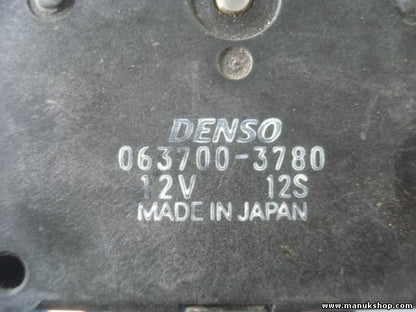 DENSO
063700-3780
12V 12S
MADE IN JAPAN
www.manukshop.com